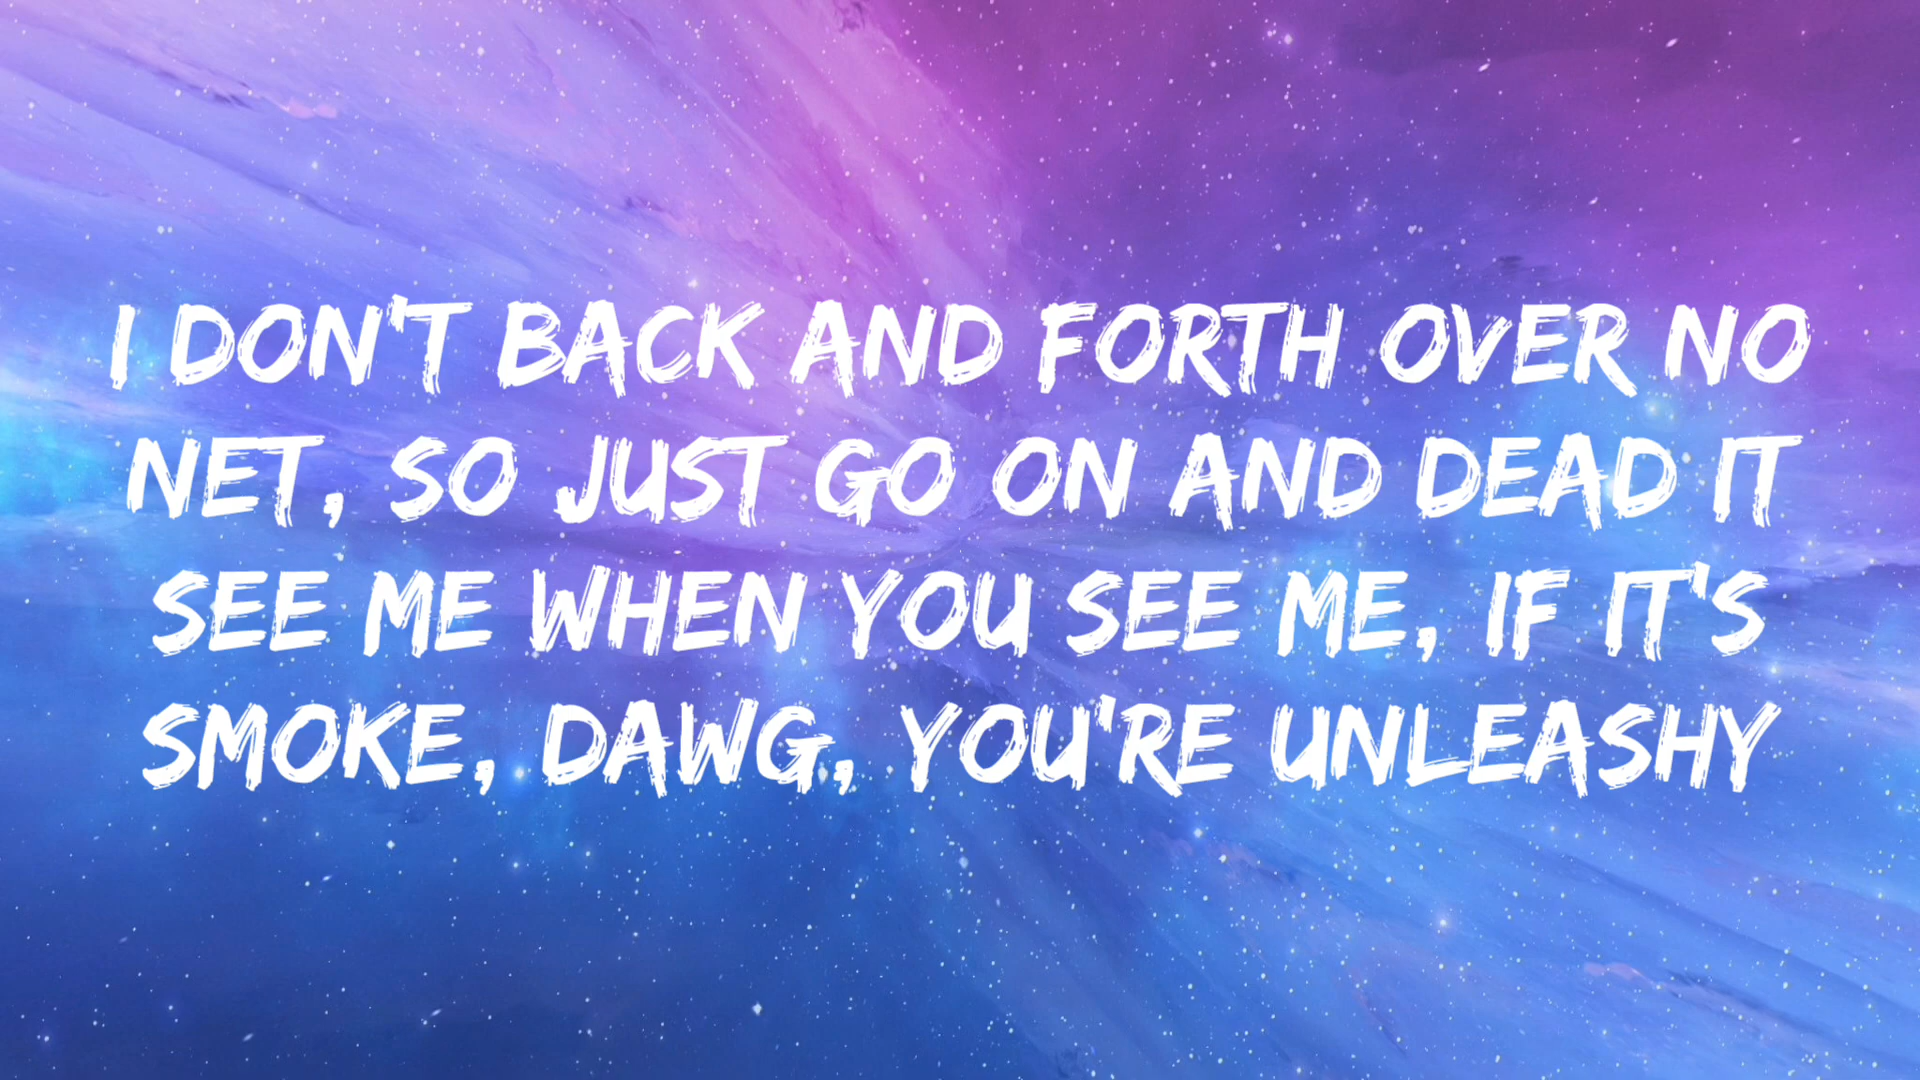 I DON'T BACK AND FORTH OVER NO
NET, SO JUST GO ON AND DEAD IT
SEE ME WHEN YOU SEE ME, IF IT'S
SMOKE, DAWG, YOU'RE UNLEASHY